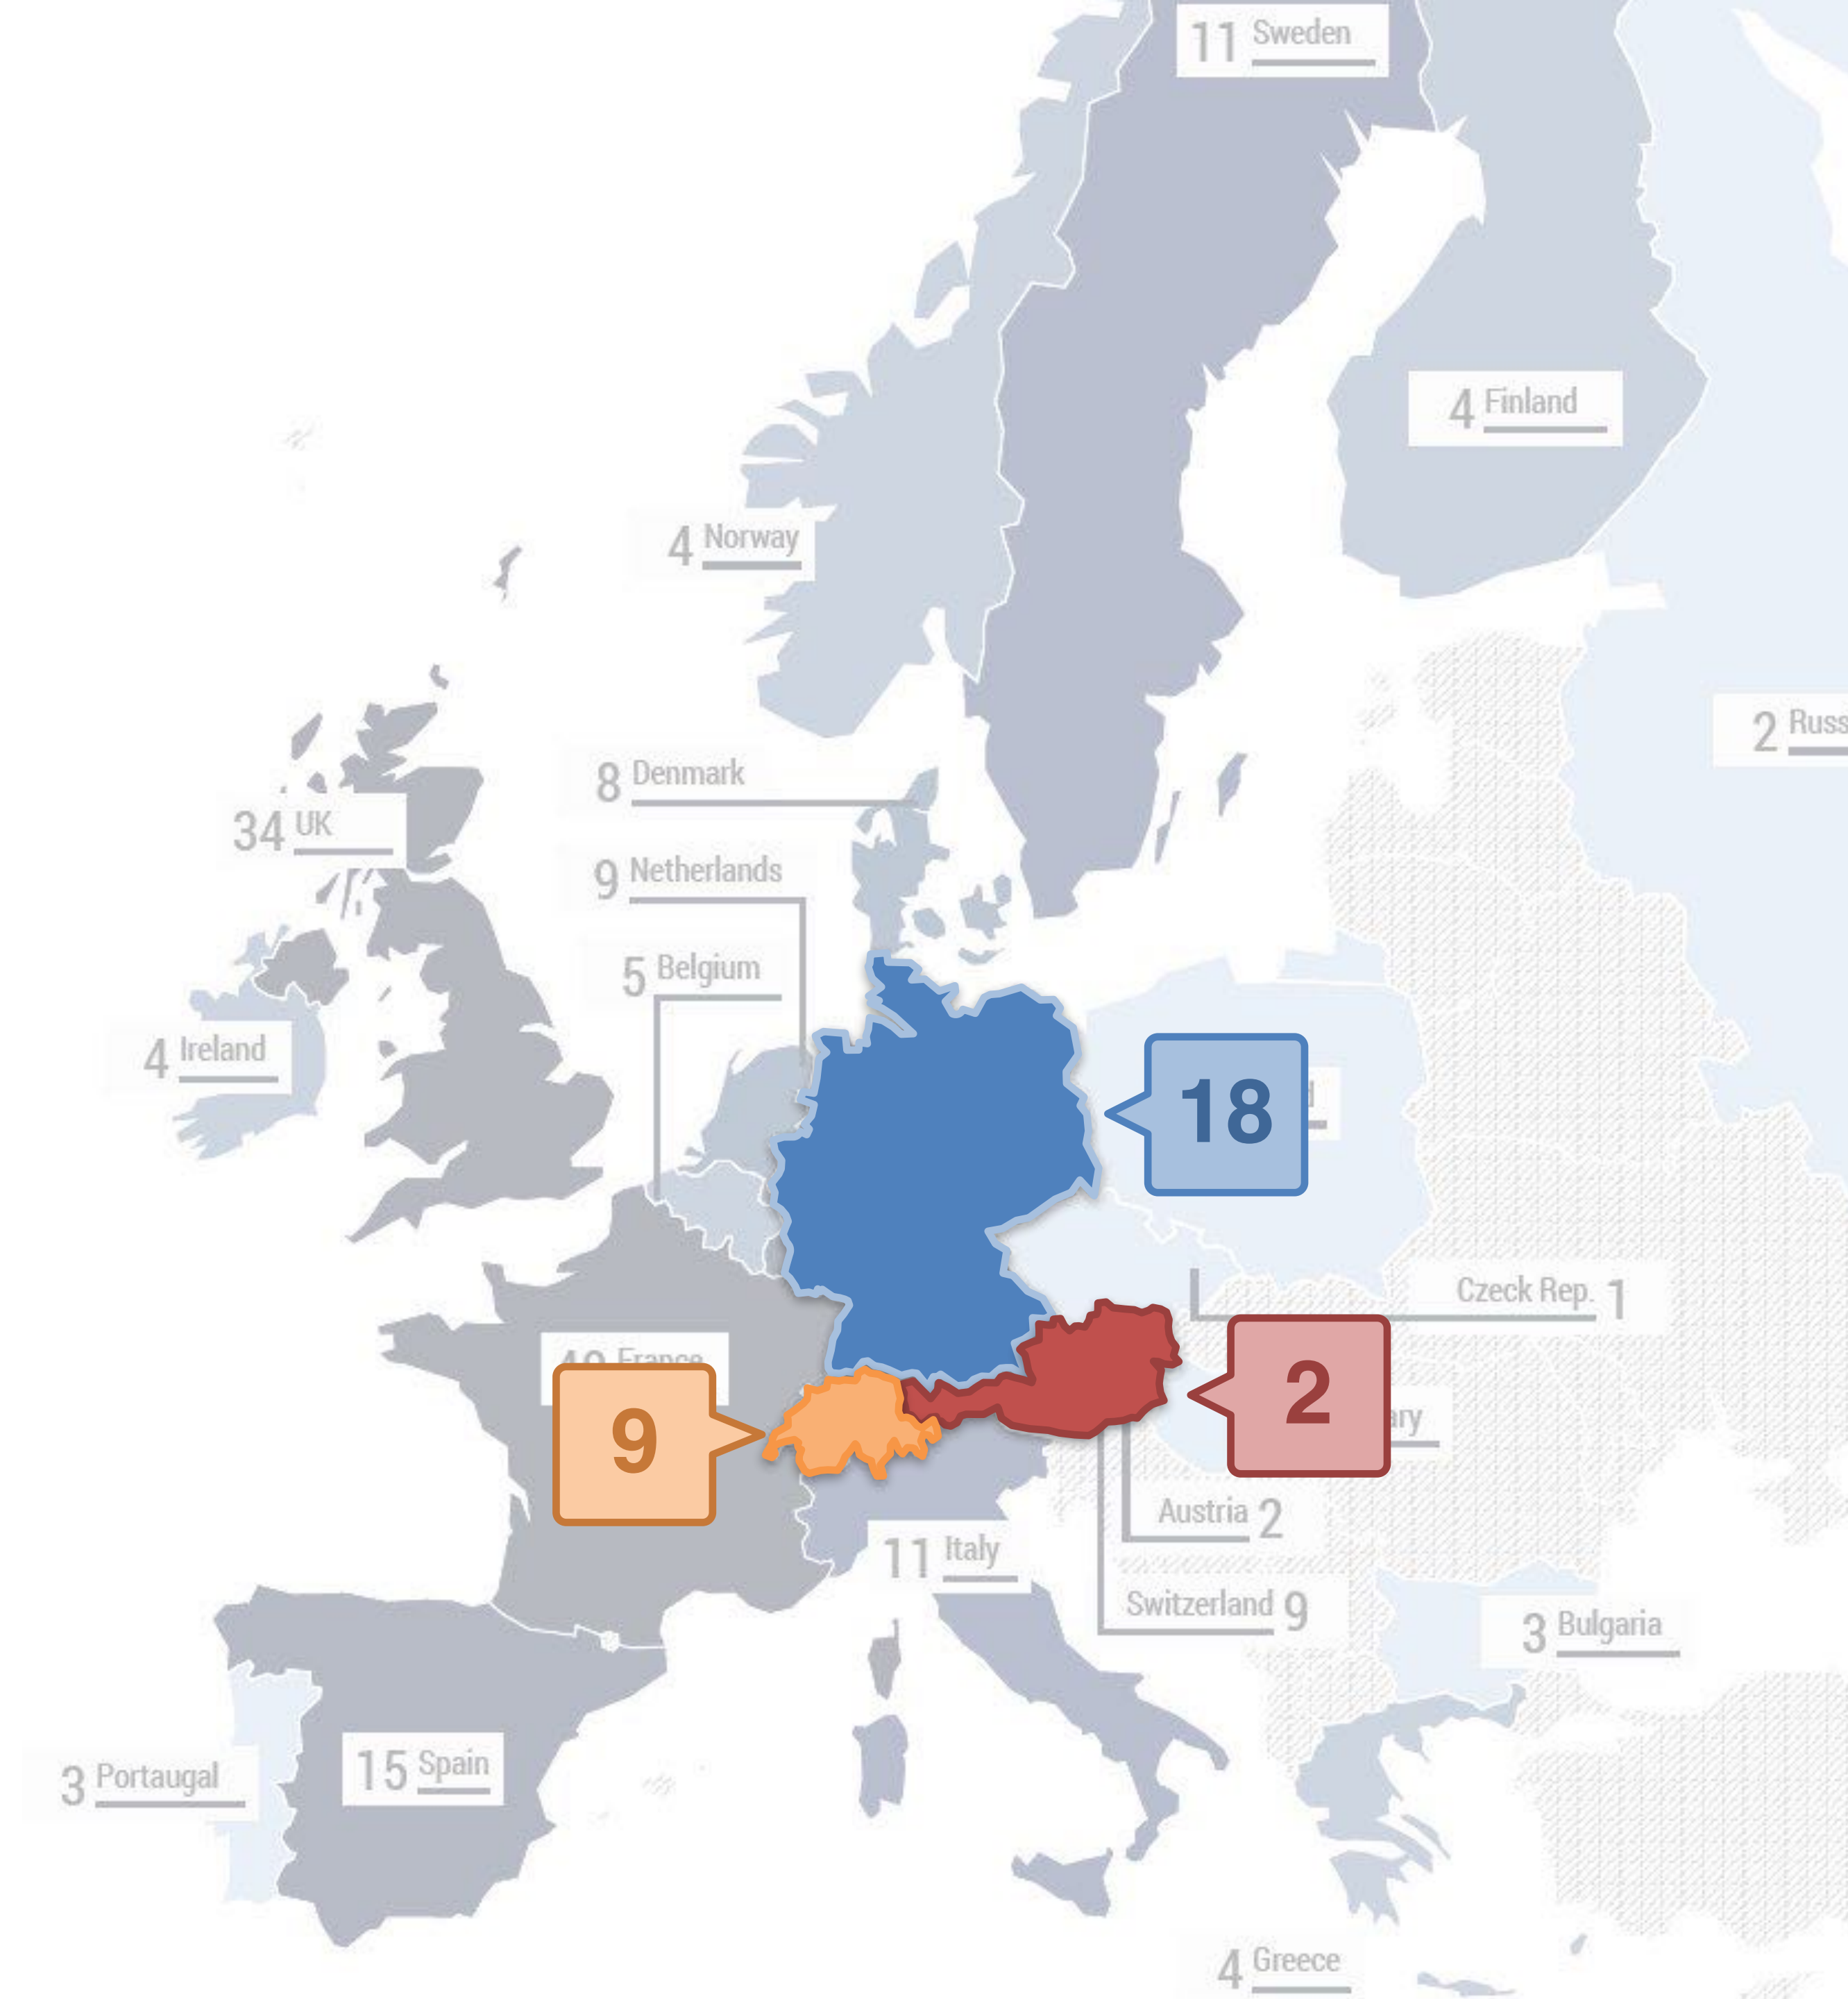 11 Sweden
4 Finland
4 Norway
2 Russ
8 Denmark
34 UK
9 Netherlands
5 Belgium
4 Ireland
18
Czeck Rep. 1
France
2
9
ary
Austria 2
11 Italy
Switzerland 9
3 Bulgaria
15 Spain
3 Portaugal
4 Greece